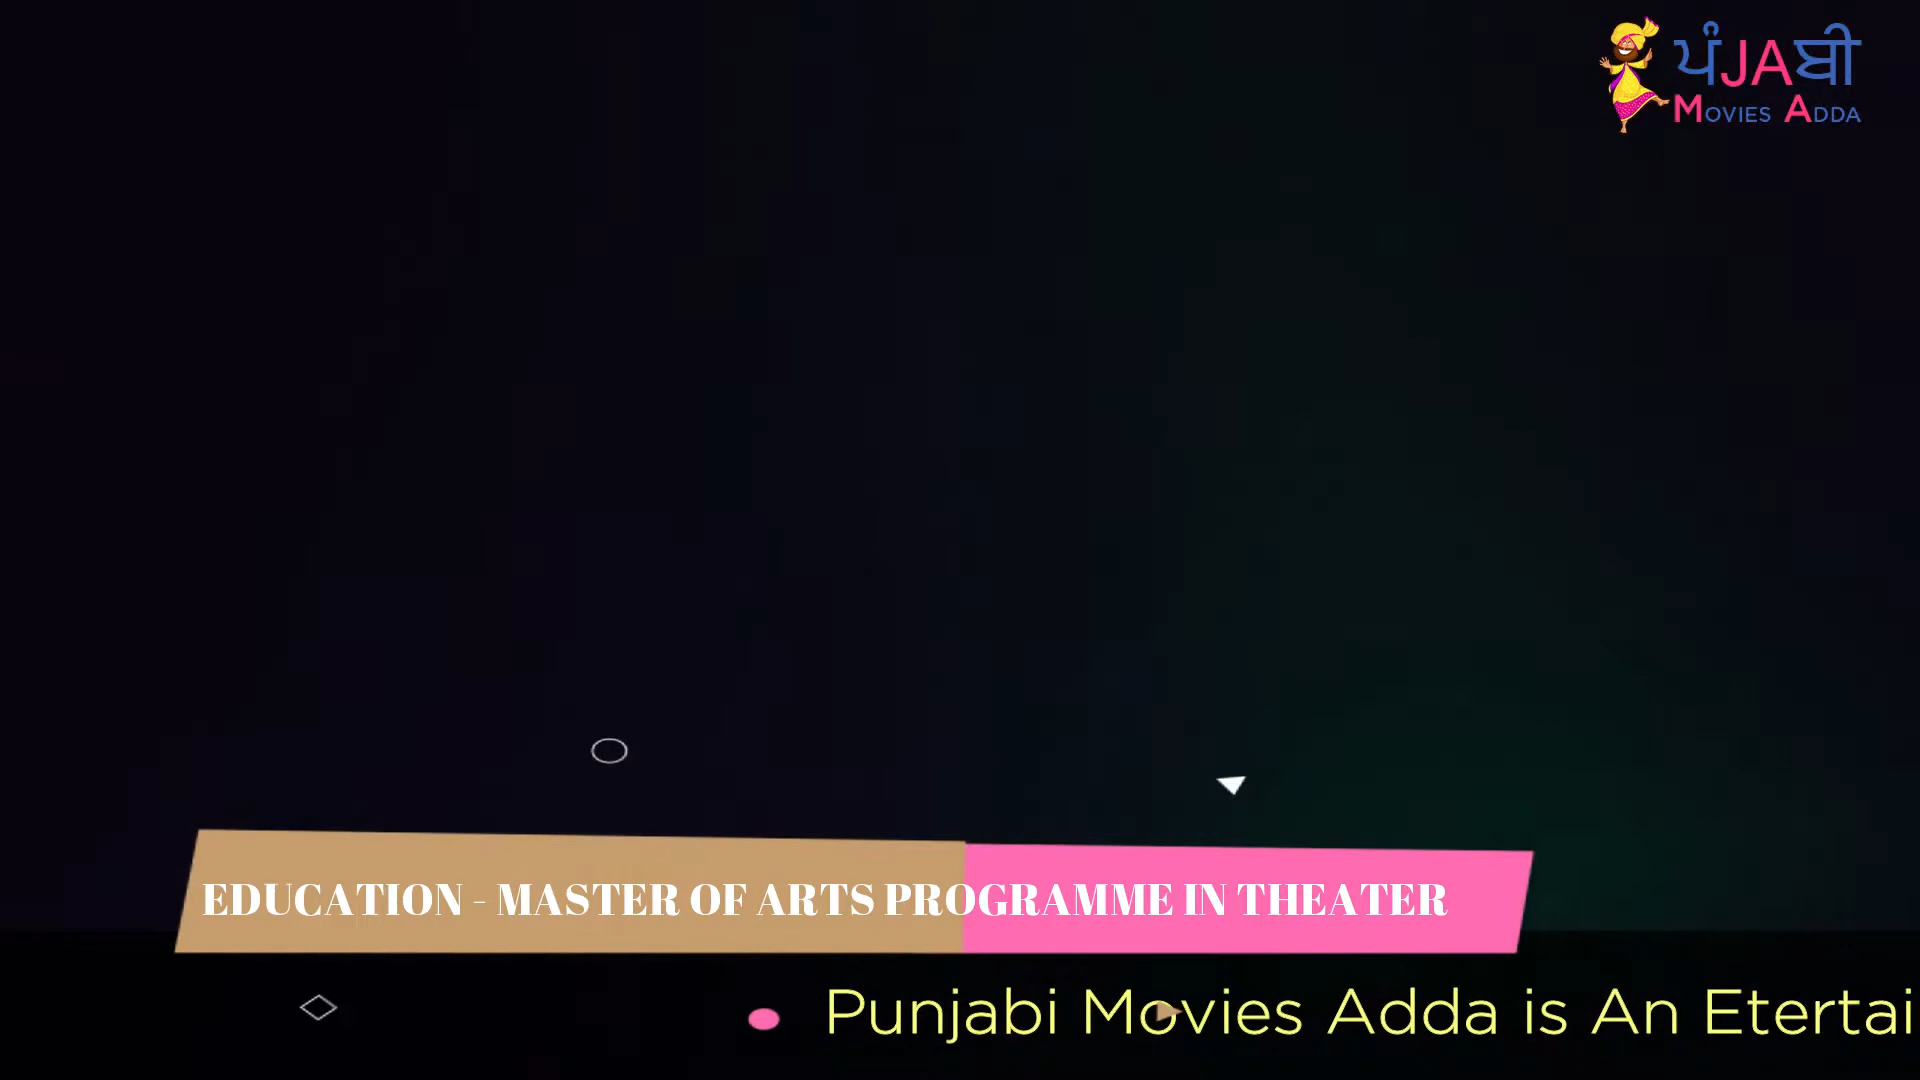 ਪੰJAਬੀ
MOVIES ADDA
EDUCATION - MASTER OF ARTS PROGRAMME IN THEATER
Punjabi Movies Adda is An Etertai